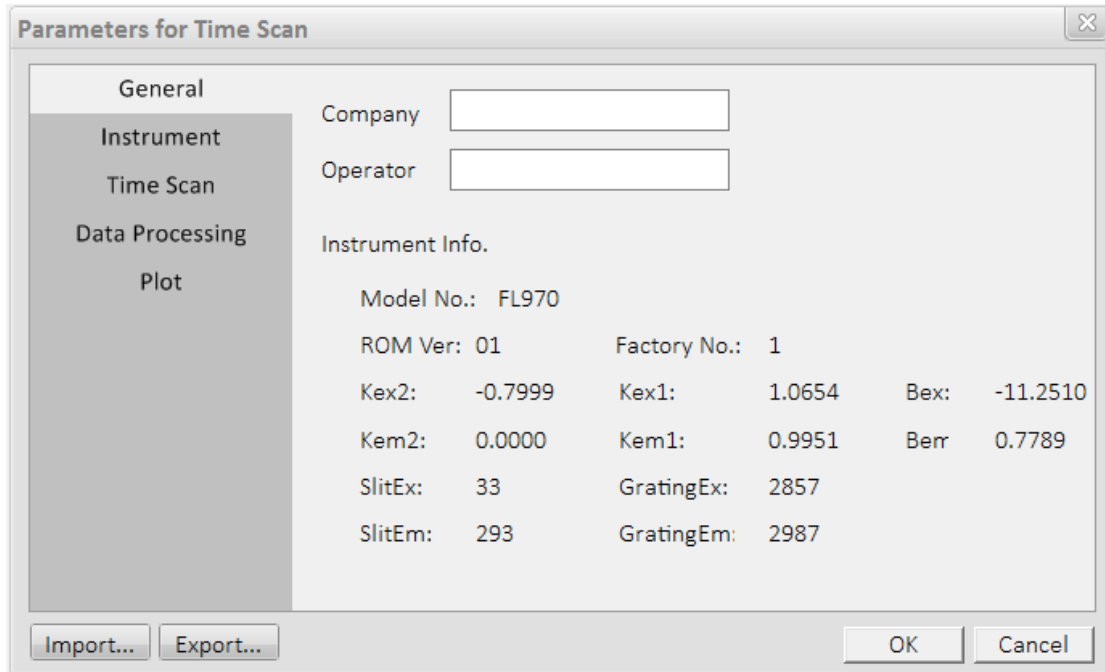 Parameters for Time Scan
General
Instrument
Time Scan
Data Processing
Plot
Company
Operator
Instrument Info.
Model No.: FL970
ROM Ver: 01 Factory No.: 1
Kex2: -0.7999 Kex1: 1.0654 Bex: -11.2510
Kem2: 0.0000 Kem1: 0.9951 Bem 0.7789
SlitEx: 33 GratingEx: 2857
SlitEm: 293 GratingEm: 2987
Import... Export... OK Cancel